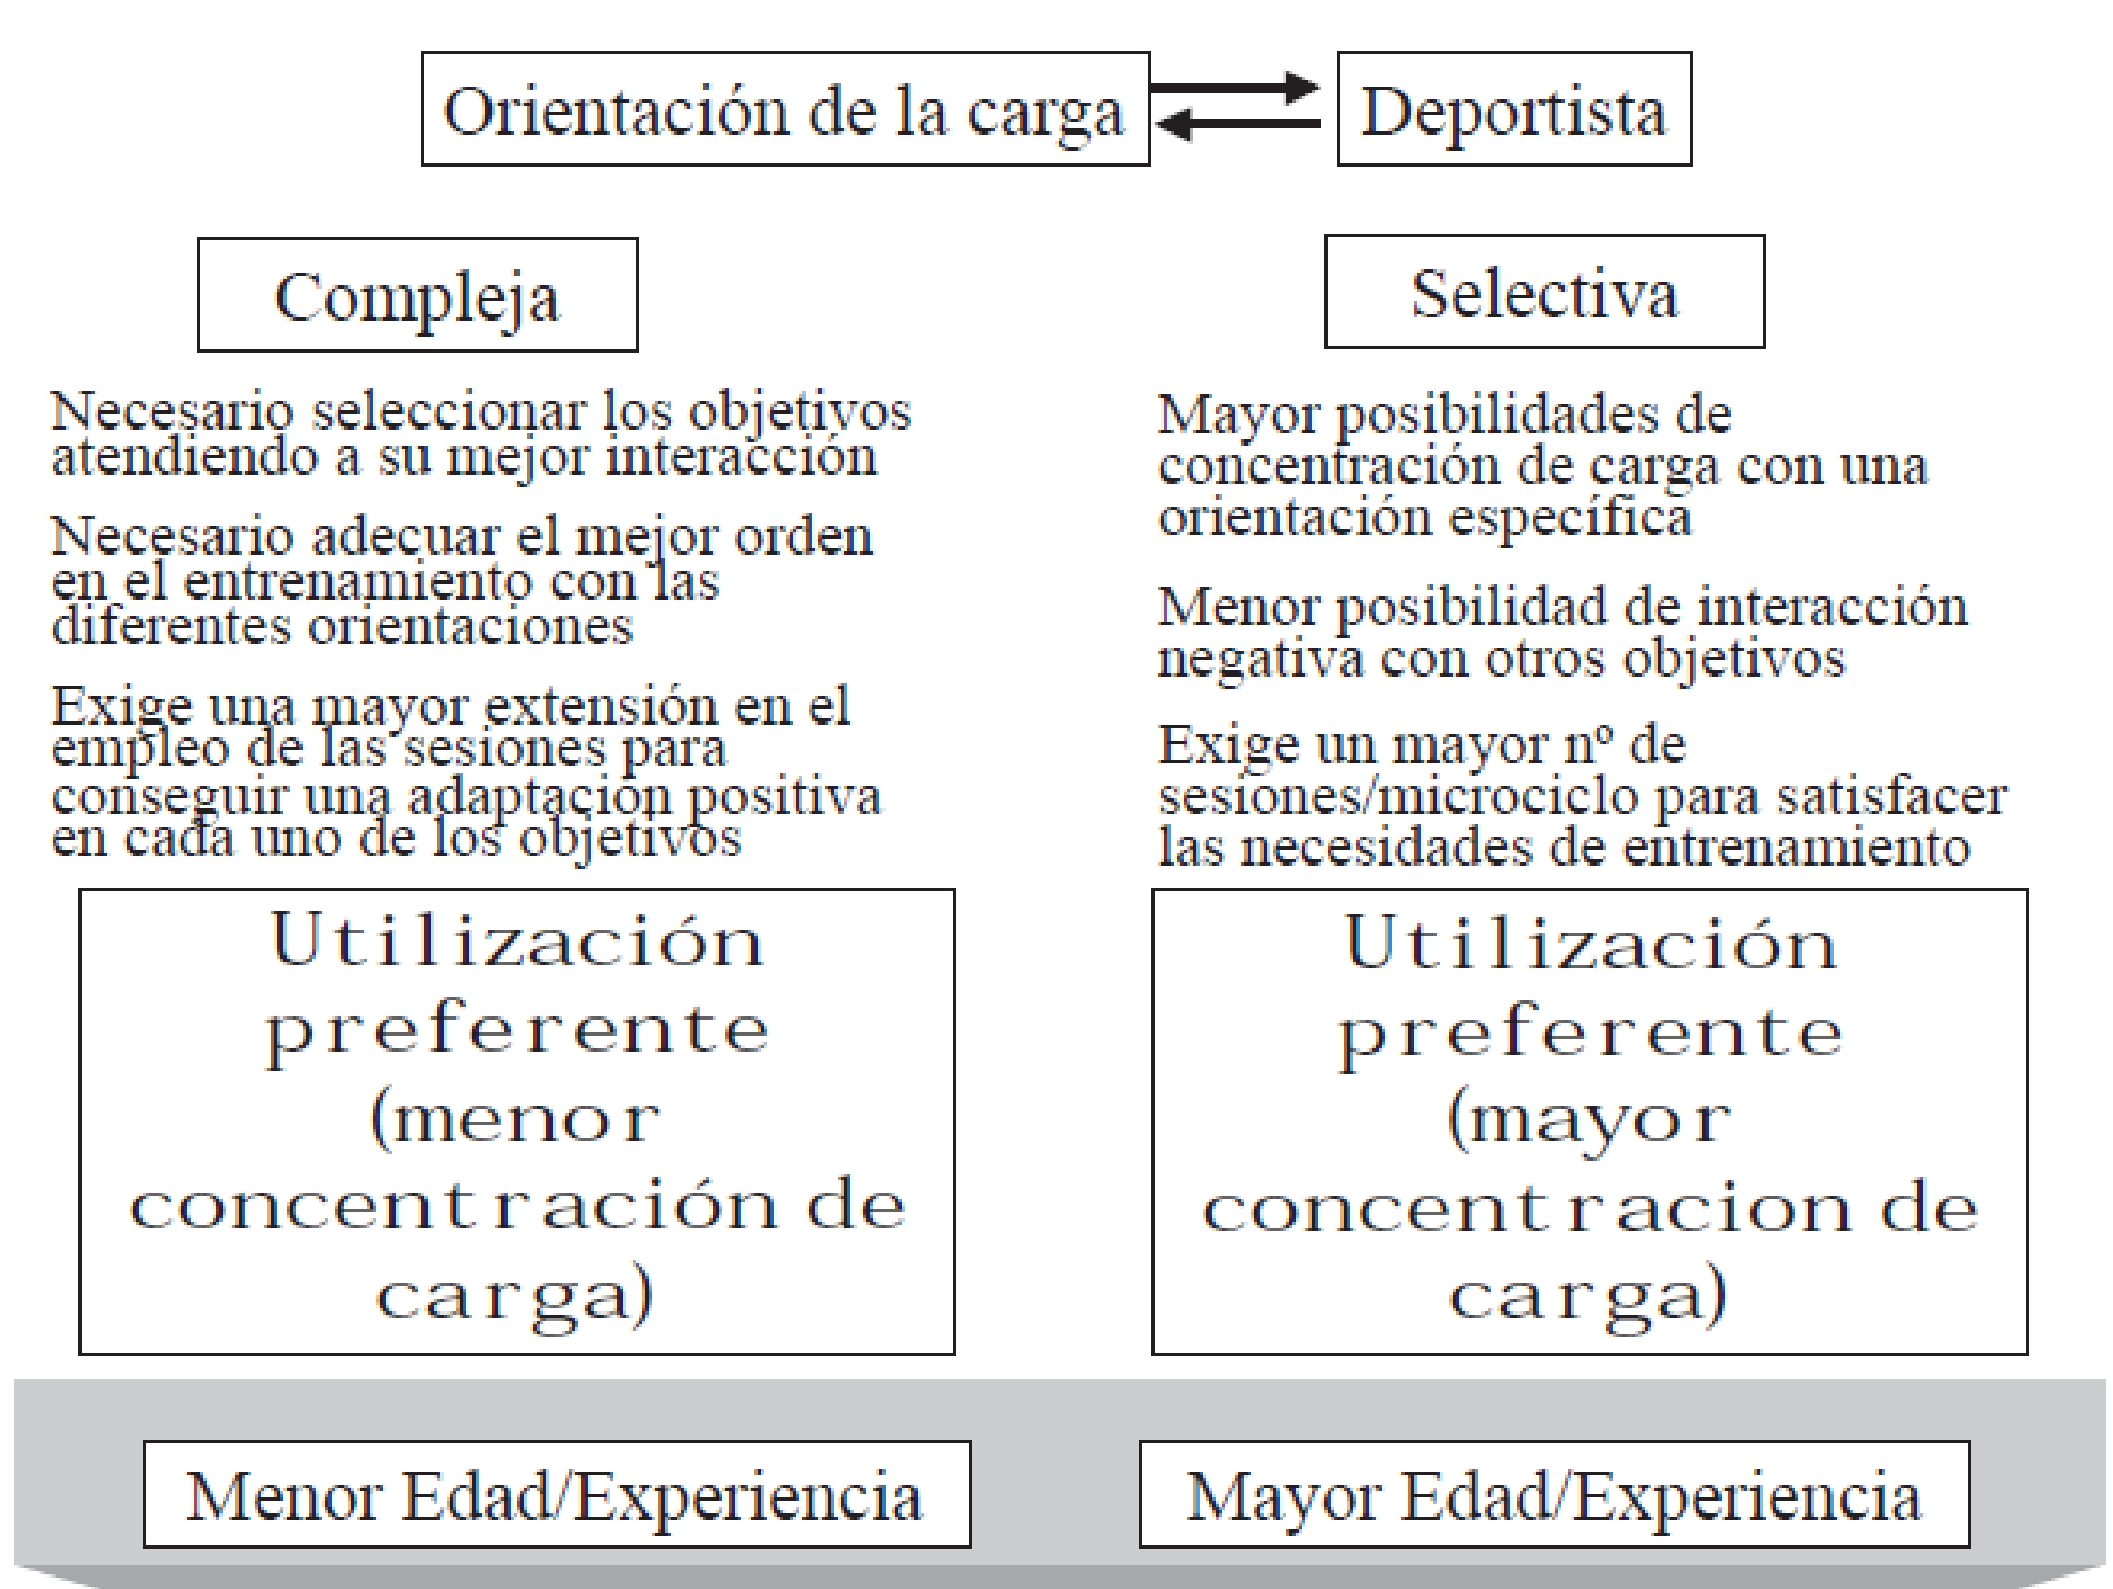 Orientación de la carga
Deportista
Compleja
Necesario seleccionar los objetivos
atendiendo a su mejor interacción
Necesario adecuar el mejor orden
en el entrenamiento con las
diferentes orientaciones
Exige una mayor extensión en el
empleo de las sesiones para
conseguir una adaptación positiva
en cada uno de los objetivos
Utilización
preferente
(menor
concentración de
carga)
Menor Edad/Experiencia
Selectiva
Mayor posibilidades de
concentración de carga con una
orientación específica
Menor posibilidad de interacción
negativa con otros objetivos
Exige un mayor nº de
sesiones/microciclo para satisfacer
las necesidades de entrenamiento
Utilización
preferente
(mayor
concentracion de
carga)
Mayor Edad/Experiencia